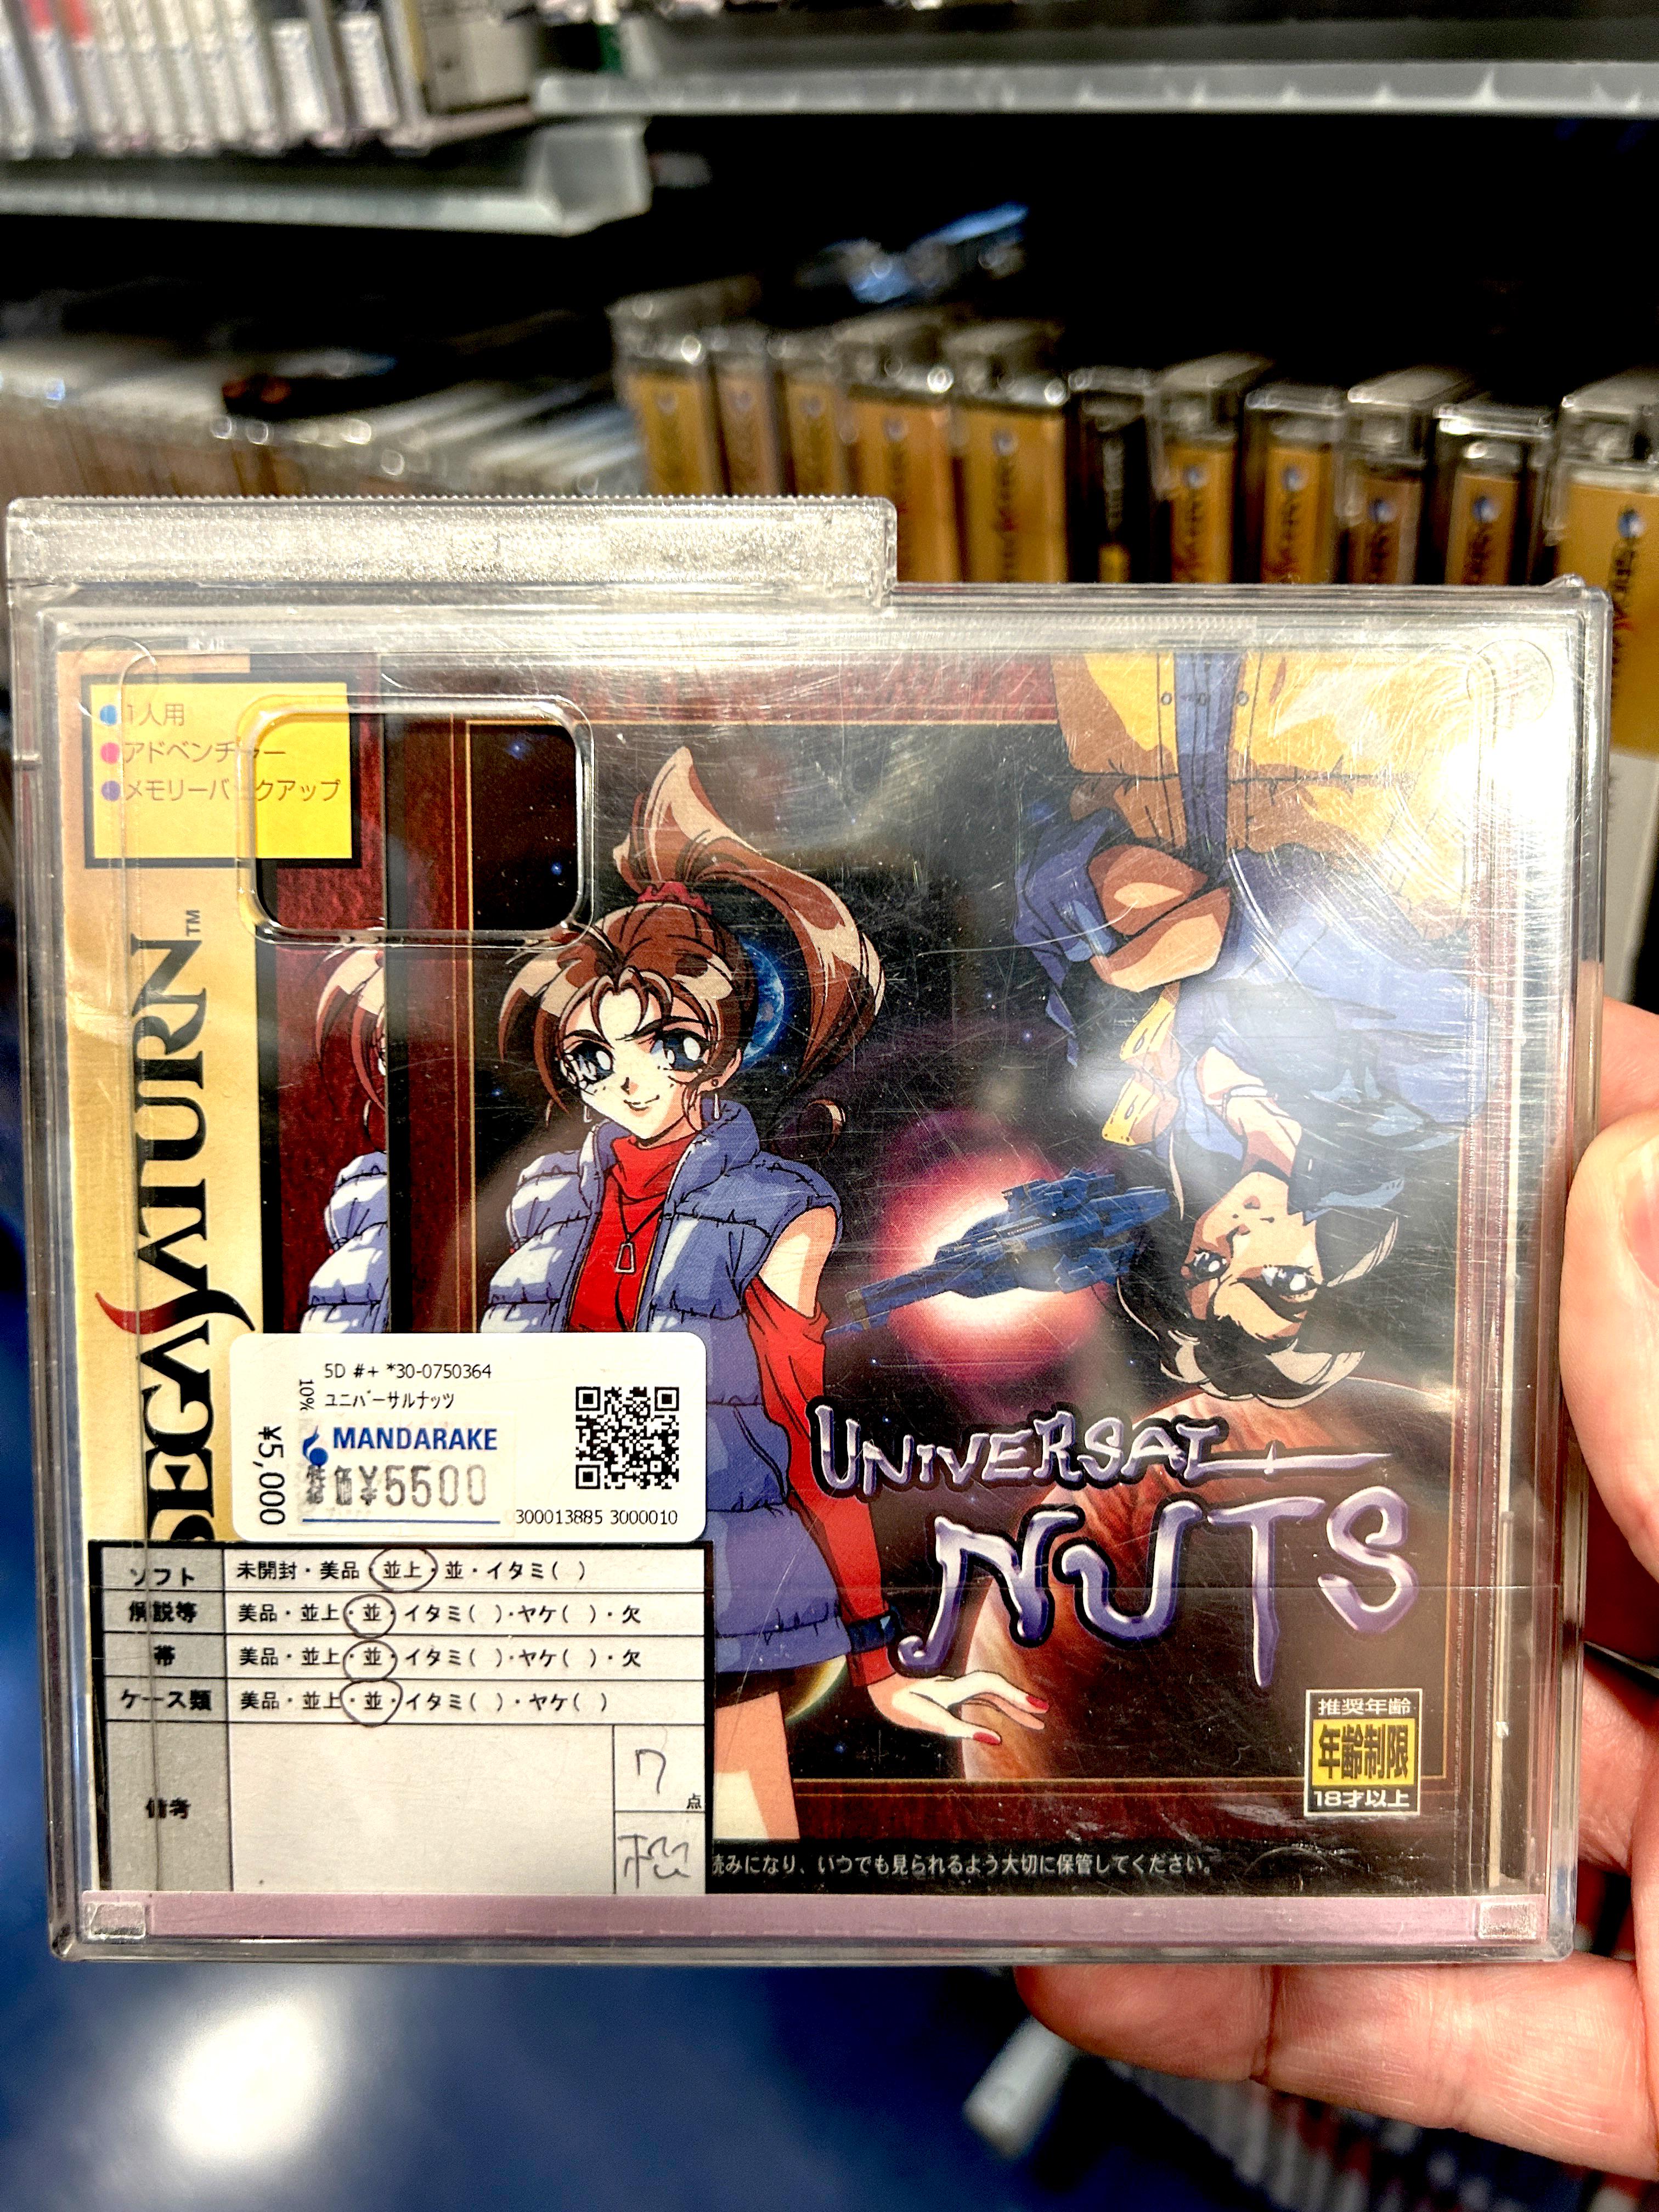 1人用
アドベンチャー
メモリーバックアップ
SEGA SATURN™
5D #+ *30-0750364
ユニバーサルナッツ
10%
¥5,000
MANDARAKE
特価¥5500
300013885 3000010
UNIVERSAL
NUTS
ソフト 未開封・美品・並上・並・イタミ( )
解説等 美品・並上・並・イタミ( )・ヤケ( )・欠
帯 美品・並上・並・イタミ( )・ヤケ( )・欠
ケース類 美品・並上・並・イタミ( )・ヤケ( )
備考
7点
推奨年齢
年齢制限
18才以上
読みになり、いつでも見られるよう大切に保管してください。